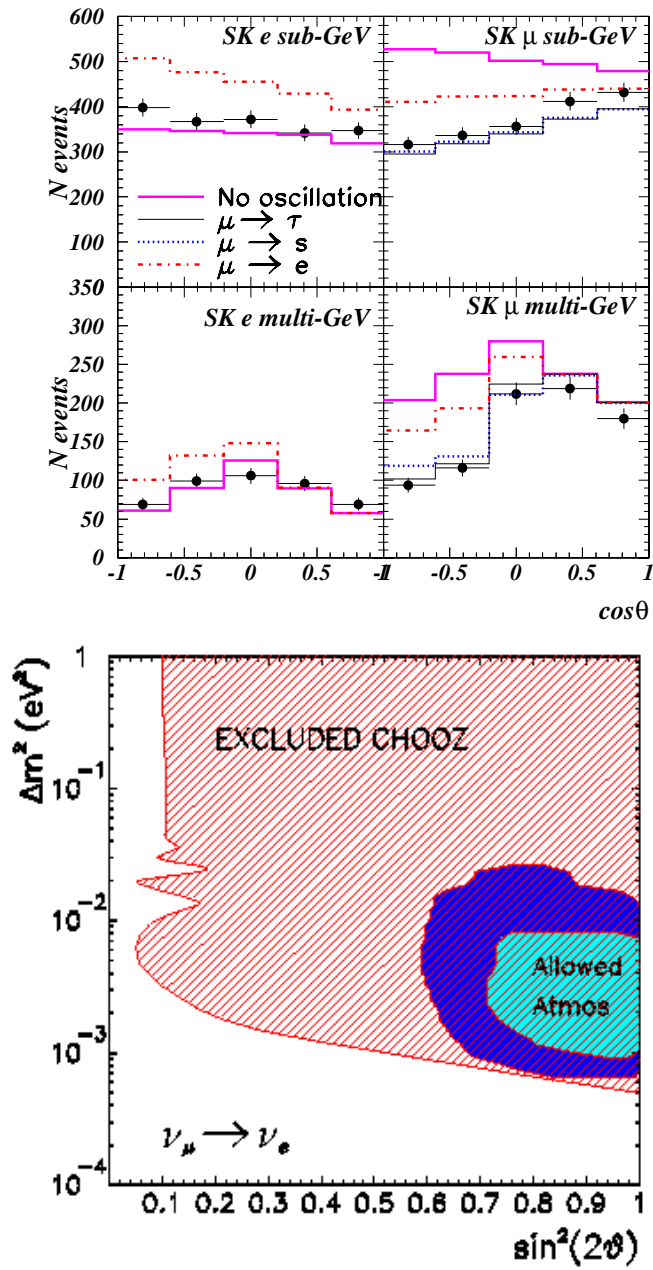 SK e sub-GeV
SK μ sub-GeV
600
500
400
300
200
100
0
N events
No oscillation
μ → τ
μ → s
μ → e
SK e multi-GeV
SK μ multi-GeV
350
300
250
200
150
100
50
0
N events
-1 -0.5 0 0.5 -1 -0.5 0 0.5 1
cosθ
EXCLUDED CHOOZ
Allowed
Atmos
ν_μ → ν_e
1
10⁻¹
10⁻²
10⁻³
10⁻⁴
Δm² (eV²)
0.1 0.2 0.3 0.4 0.5 0.6 0.7 0.8 0.9 1
sin²(2ϑ)